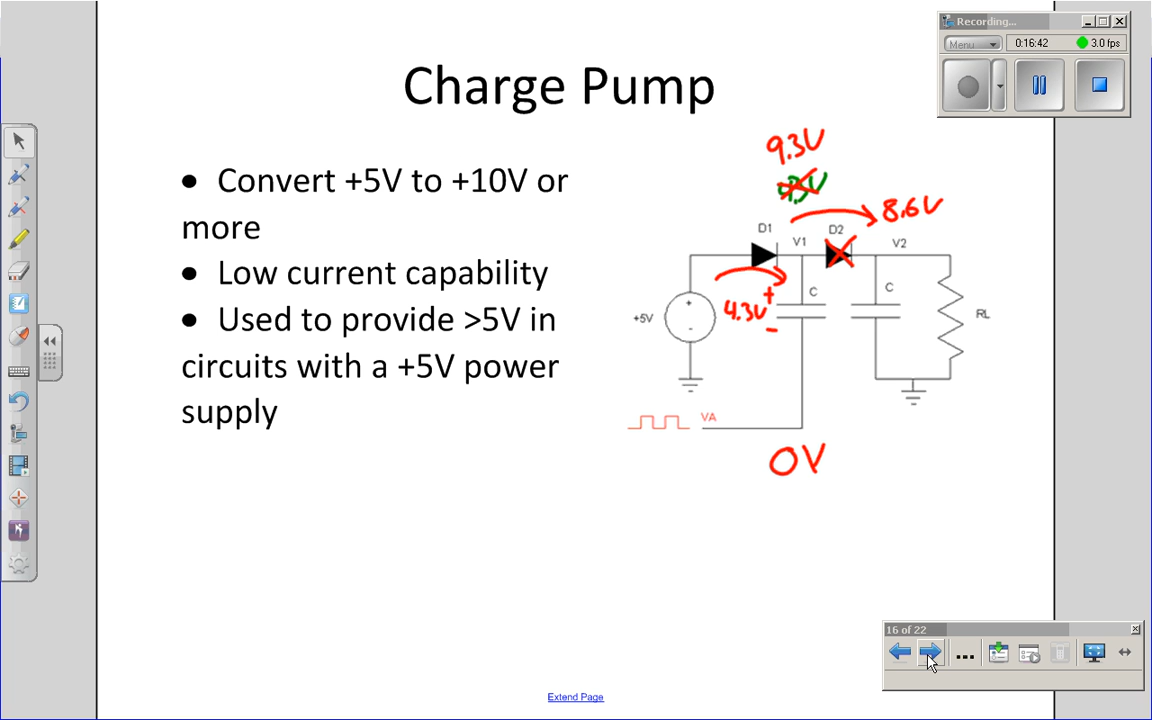 Recording...
Menu
0:16:42
3.0 fps
Charge Pump
• Convert +5V to +10V or
more
• Low current capability
• Used to provide >5V in
circuits with a +5V power
supply
9.3V
8.6V
D1
V1
D2
V2
C
C
4.3V
+
-
+5V
+
-
RL
VA
0V
16 of 22
...
Extend Page